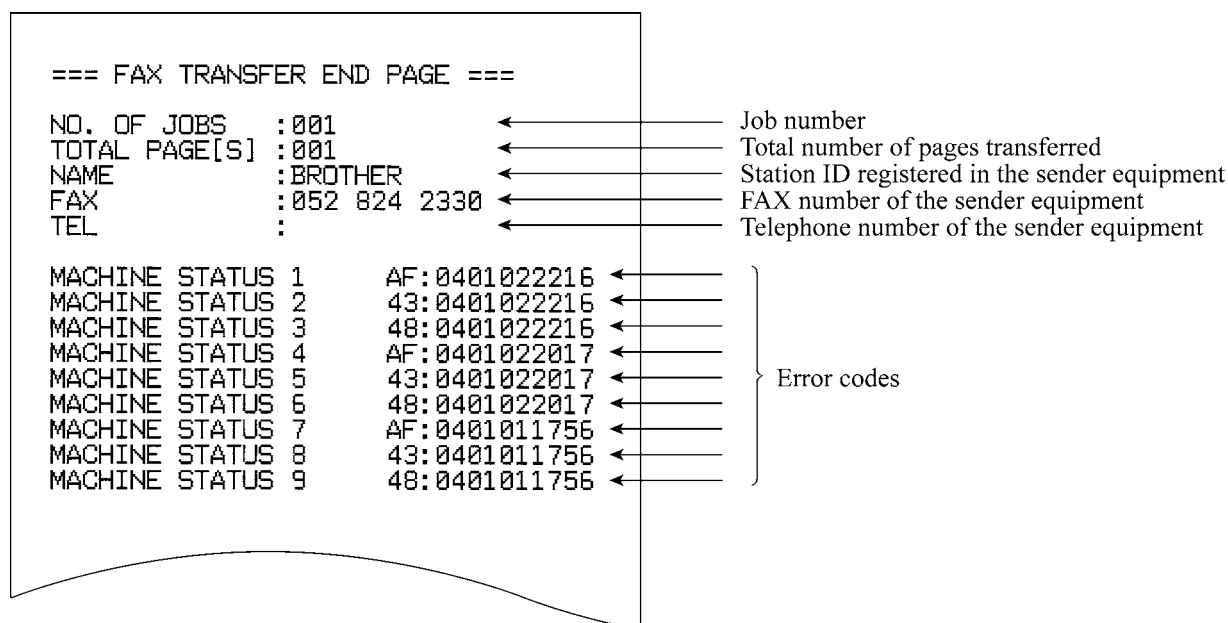 === FAX TRANSFER END PAGE ===
NO. OF JOBS :001 Job number
TOTAL PAGE[S] :001 Total number of pages transferred
NAME :BROTHER Station ID registered in the sender equipment
FAX :052 824 2330 FAX number of the sender equipment
TEL : Telephone number of the sender equipment
MACHINE STATUS 1 AF:0401022216
MACHINE STATUS 2 43:0401022216
MACHINE STATUS 3 48:0401022216
MACHINE STATUS 4 AF:0401022017
MACHINE STATUS 5 43:0401022017 Error codes
MACHINE STATUS 6 48:0401022017
MACHINE STATUS 7 AF:0401011756
MACHINE STATUS 8 43:0401011756
MACHINE STATUS 9 48:0401011756